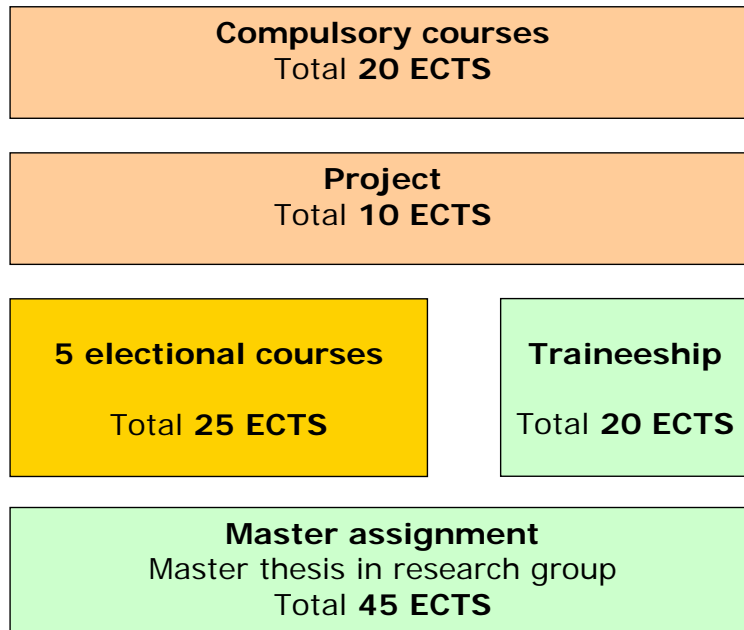 Compulsory courses
Total 20 ECTS
Project
Total 10 ECTS
5 electional courses
Total 25 ECTS
Traineeship
Total 20 ECTS
Master assignment
Master thesis in research group
Total 45 ECTS